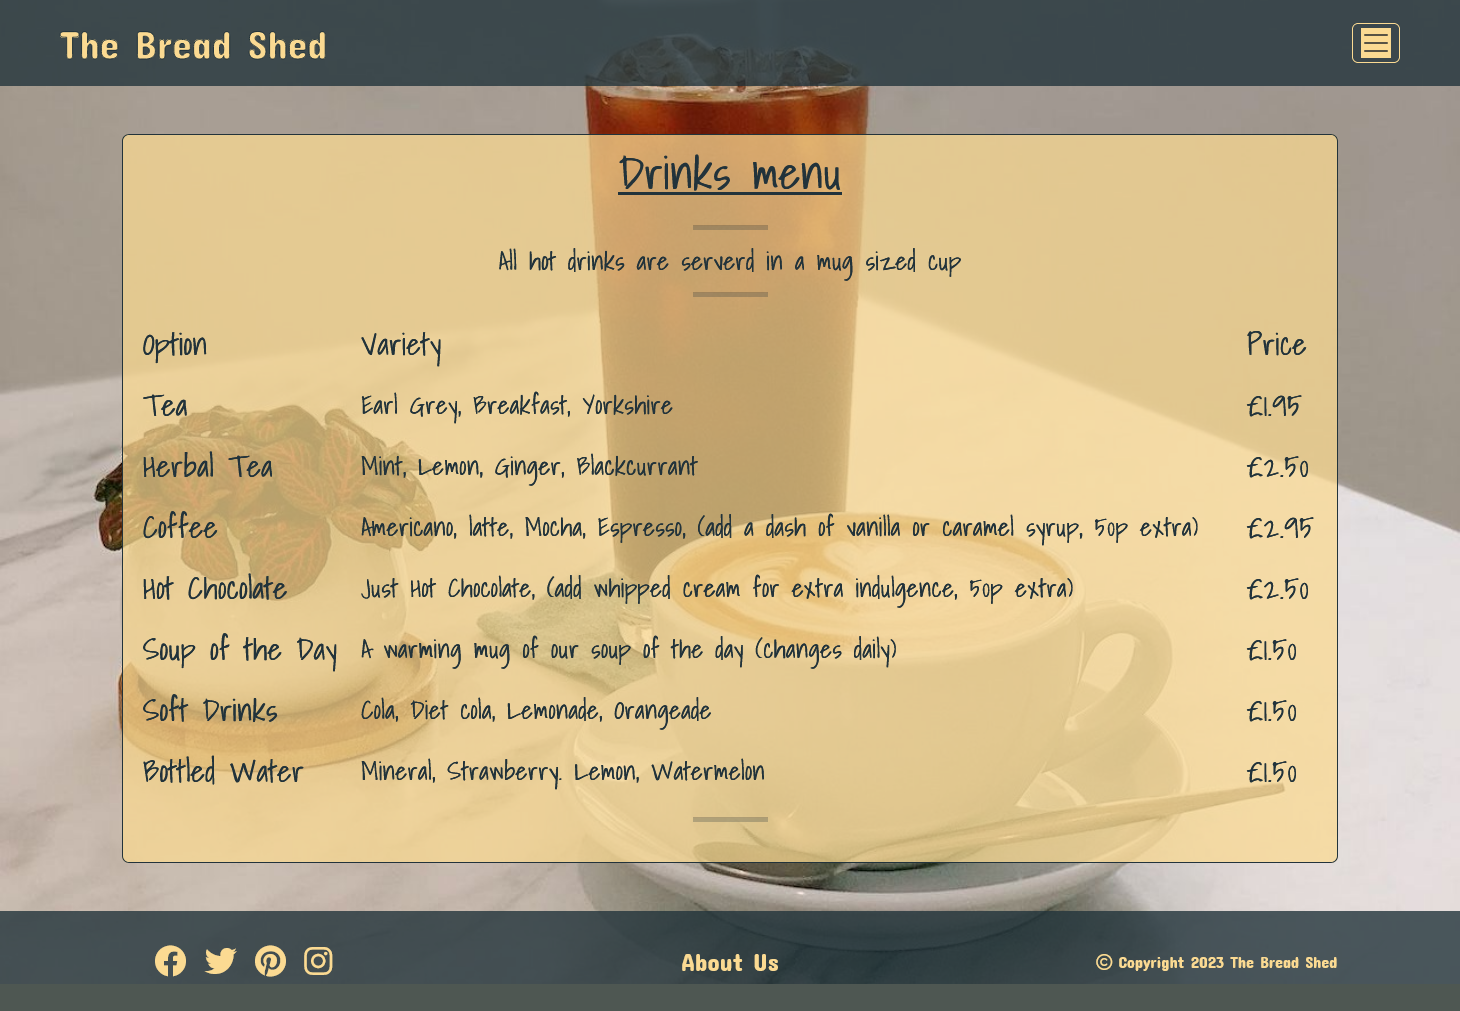 The Bread Shed
Drinks menu
All hot drinks are serverd in a mug sized cup
Option Variety Price
Tea Earl Grey, Breakfast, Yorkshire £1.95
Herbal Tea Mint, Lemon, Ginger, Blackcurrant £2.50
Coffee Americano, latte, Mocha, Espresso, (add a dash of vanilla or caramel syrup, 50p extra) £2.95
Hot Chocolate Just Hot Chocolate, (add whipped cream for extra indulgence, 50p extra) £2.50
Soup of the Day A warming mug of our soup of the day (changes daily) £1.50
Soft Drinks Cola, Diet cola, Lemonade, Orangeade £1.50
Bottled Water Mineral, Strawberry. Lemon, Watermelon £1.50
About Us © Copyright 2023 The Bread Shed